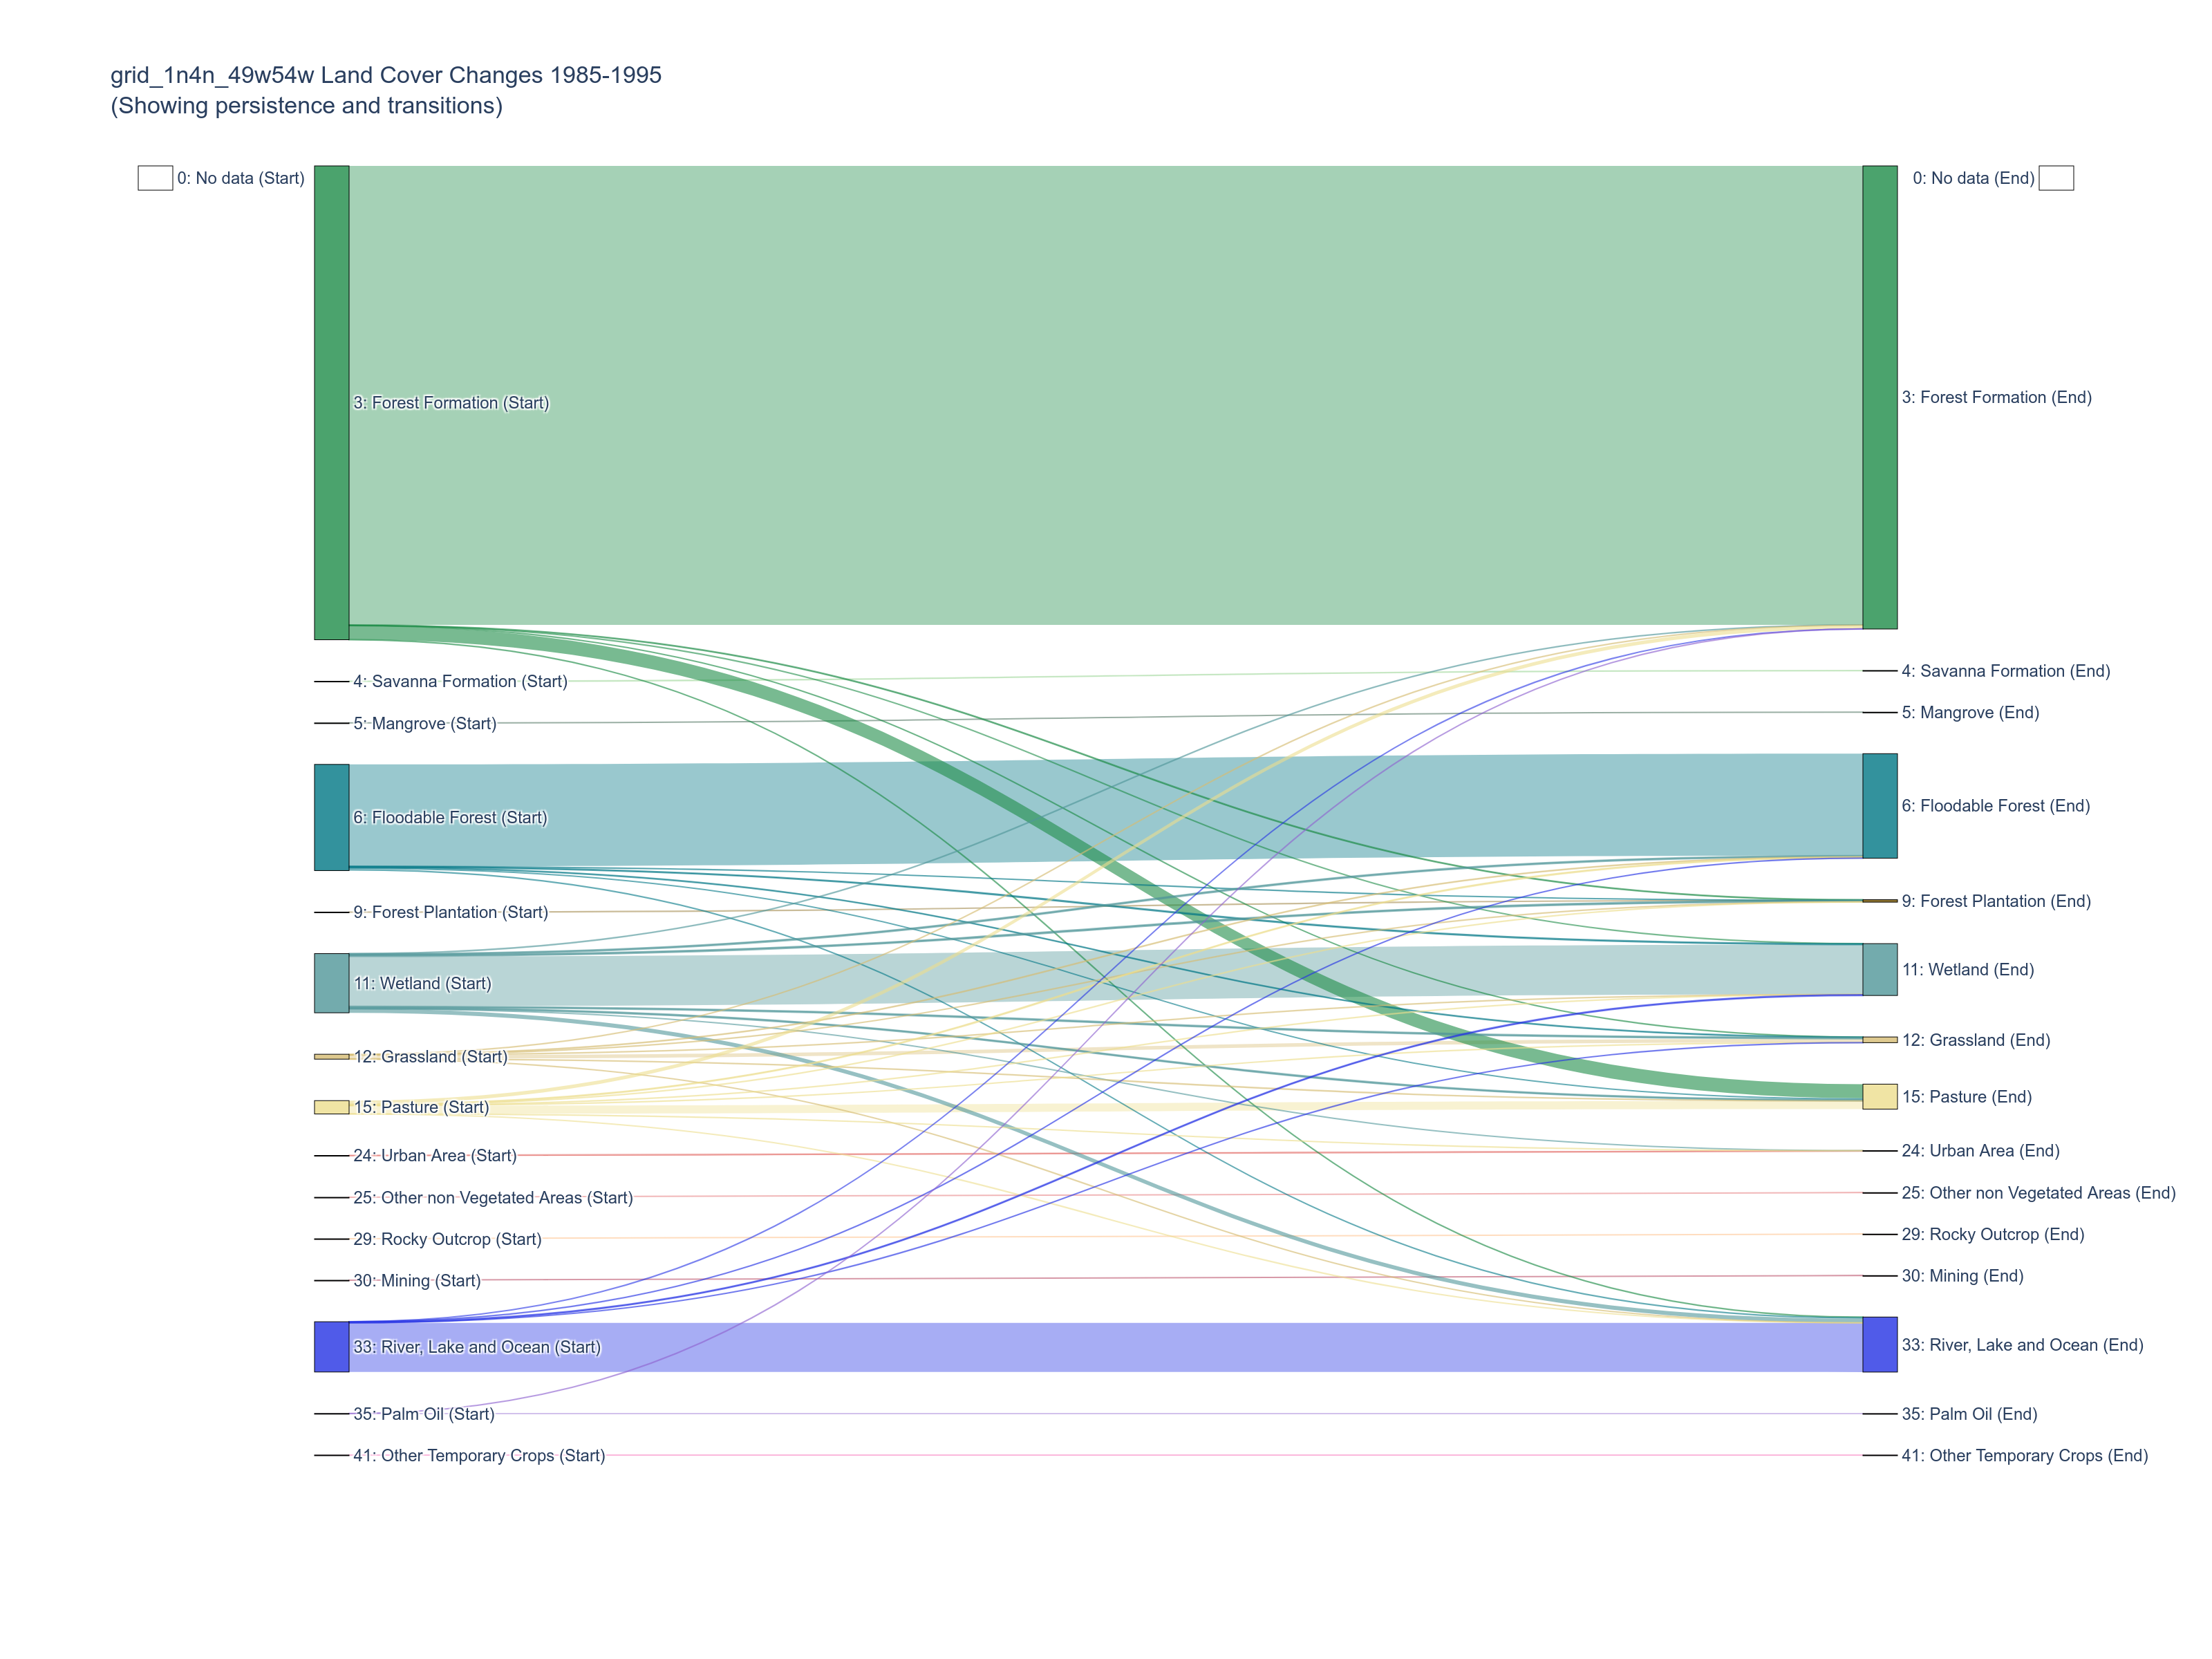 grid_1n4n_49w54w Land Cover Changes 1985-1995
(Showing persistence and transitions)
0: No data (Start)
0: No data (End)
3: Forest Formation (Start)
3: Forest Formation (End)
4: Savanna Formation (Start)
4: Savanna Formation (End)
5: Mangrove (Start)
5: Mangrove (End)
6: Floodable Forest (Start)
6: Floodable Forest (End)
9: Forest Plantation (Start)
9: Forest Plantation (End)
11: Wetland (Start)
11: Wetland (End)
12: Grassland (Start)
12: Grassland (End)
15: Pasture (Start)
15: Pasture (End)
24: Urban Area (Start)
24: Urban Area (End)
25: Other non Vegetated Areas (Start)
25: Other non Vegetated Areas (End)
29: Rocky Outcrop (Start)
29: Rocky Outcrop (End)
30: Mining (Start)
30: Mining (End)
33: River, Lake and Ocean (Start)
33: River, Lake and Ocean (End)
35: Palm Oil (Start)
35: Palm Oil (End)
41: Other Temporary Crops (Start)
41: Other Temporary Crops (End)